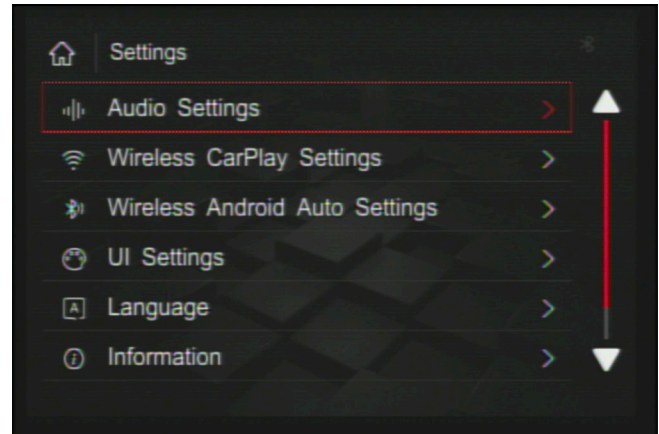 Settings
Audio Settings
Wireless CarPlay Settings
Wireless Android Auto Settings
UI Settings
A Language
Information